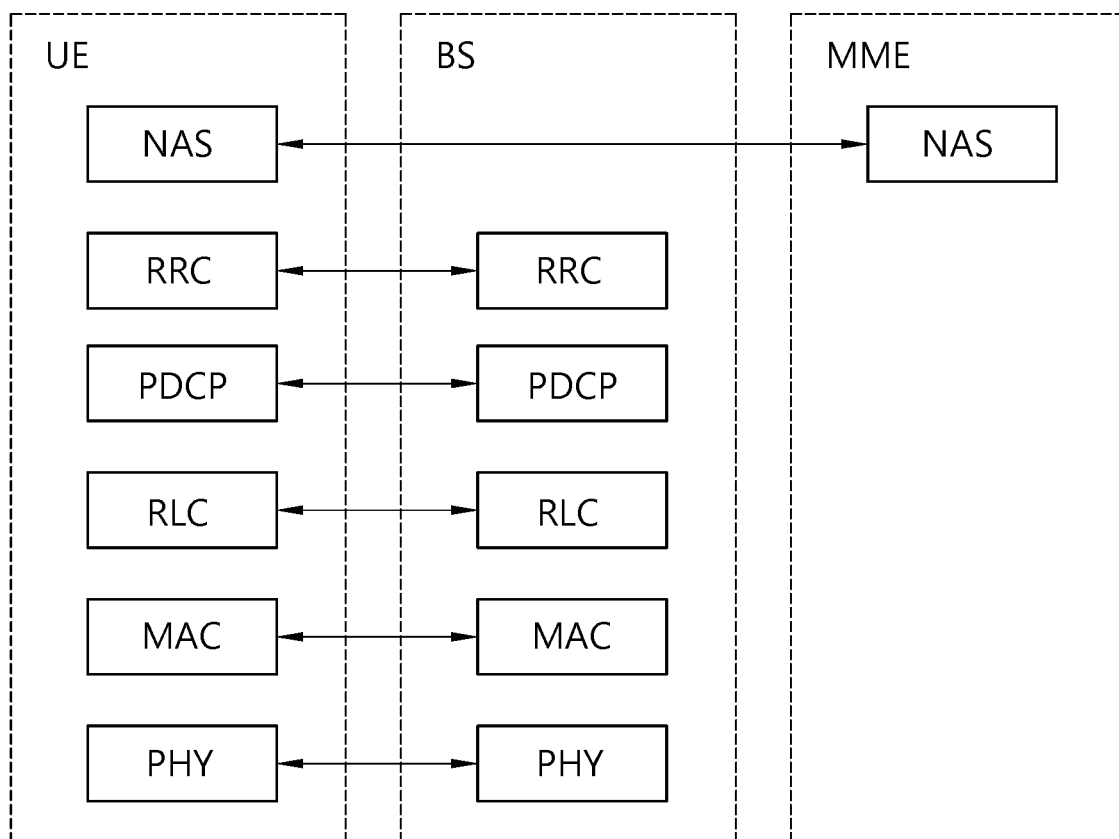 UE BS MME
NAS NAS
RRC RRC
PDCP PDCP
RLC RLC
MAC MAC
PHY PHY